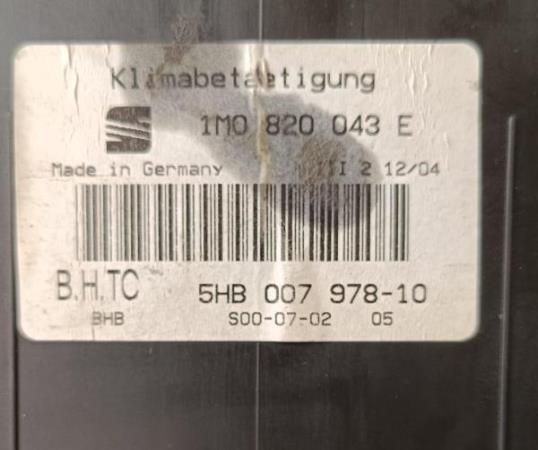 Klimabetaetigung
1M0 820 043 E
Made in Germany I 2 12/04
B.H.TC 5HB 007 978-10
BHB S00-07-02 05